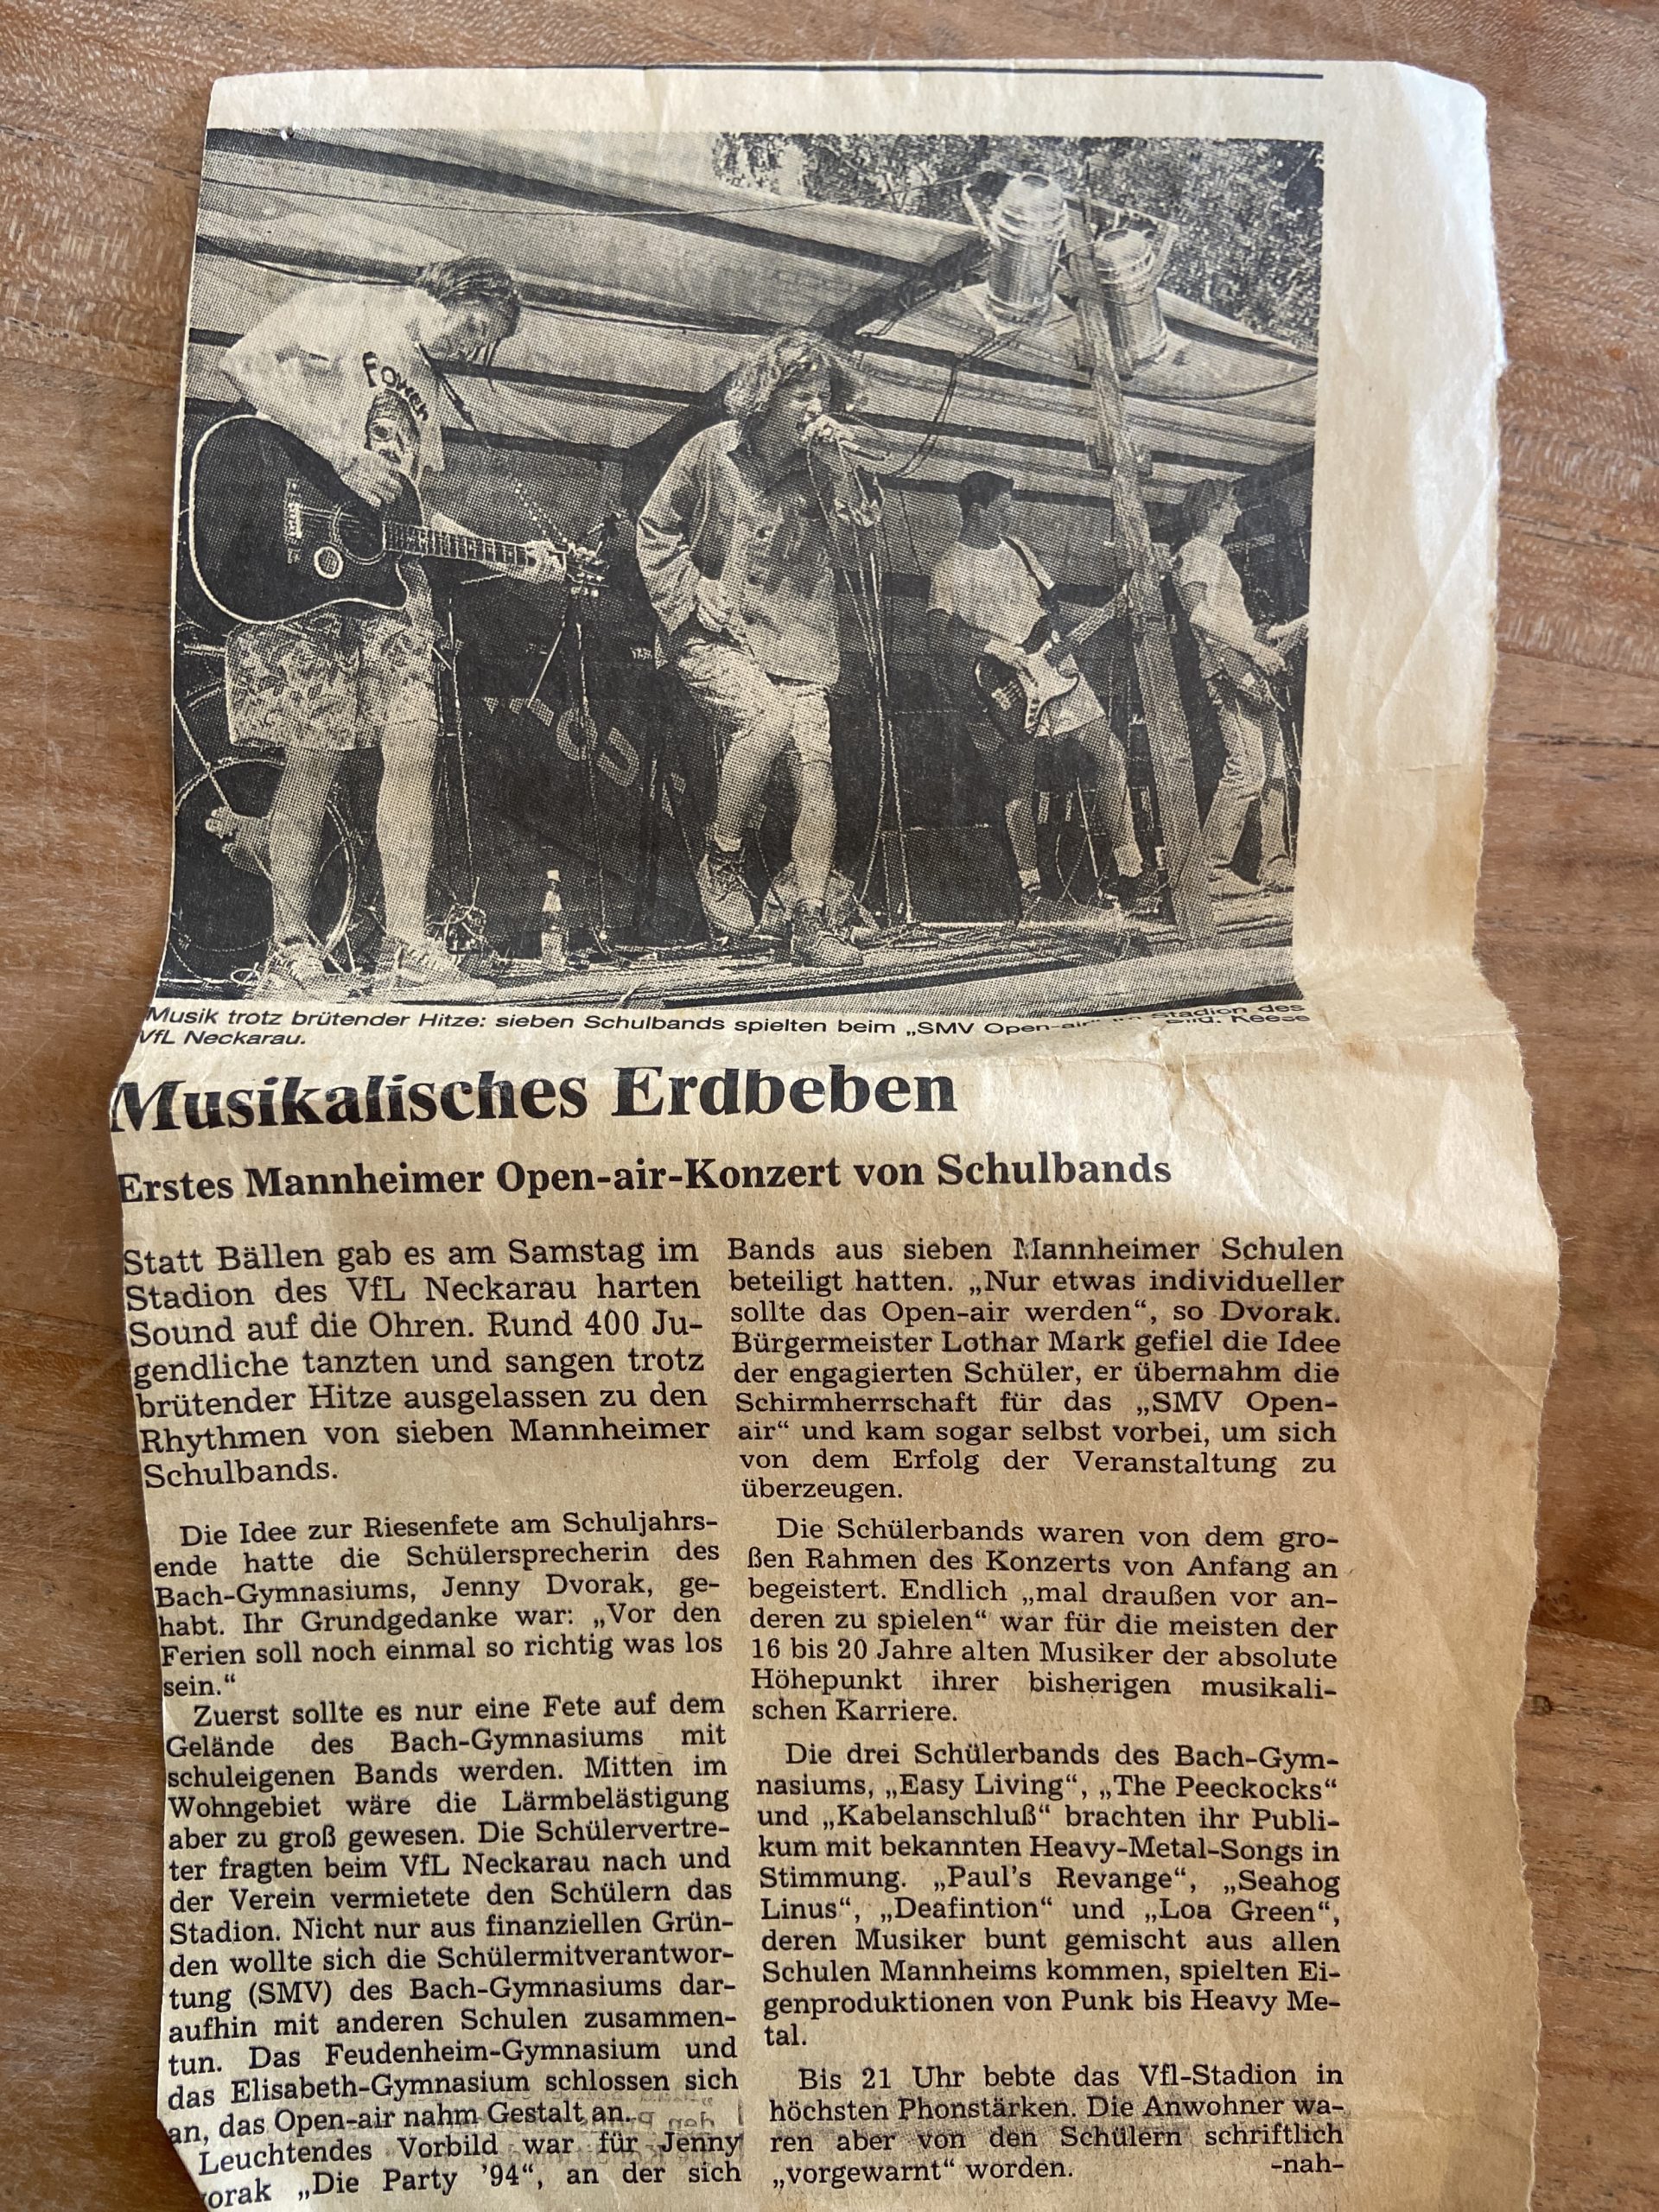 Fower
Musik trotz brütender Hitze: sieben Schulbands spielten beim „SMV Open-air“ im Stadion des
VfL Neckarau. Bild: Keese
Musikalisches Erdbeben
Erstes Mannheimer Open-air-Konzert von Schulbands
Statt Bällen gab es am Samstag im
Stadion des VfL Neckarau harten
Sound auf die Ohren. Rund 400 Ju-
gendliche tanzten und sangen trotz
brütender Hitze ausgelassen zu den
Rhythmen von sieben Mannheimer
Schulbands.
Die Idee zur Riesenfete am Schuljahrs-
ende hatte die Schülersprecherin des
Bach-Gymnasiums, Jenny Dvorak, ge-
habt. Ihr Grundgedanke war: „Vor den
Ferien soll noch einmal so richtig was los
sein.“
Zuerst sollte es nur eine Fete auf dem
Gelände des Bach-Gymnasiums mit
schuleigenen Bands werden. Mitten im
Wohngebiet wäre die Lärmbelästigung
aber zu groß gewesen. Die Schülervertre-
ter fragten beim VfL Neckarau nach und
der Verein vermietete den Schülern das
Stadion. Nicht nur aus finanziellen Grün-
den wollte sich die Schülermitverantwor-
tung (SMV) des Bach-Gymnasiums dar-
aufhin mit anderen Schulen zusammen-
tun. Das Feudenheim-Gymnasium und
das Elisabeth-Gymnasium schlossen sich
an, das Open-air nahm Gestalt an.
Leuchtendes Vorbild war für Jenny
vorak „Die Party ’94“, an der sich
Bands aus sieben Mannheimer Schulen
beteiligt hatten. „Nur etwas individueller
sollte das Open-air werden“, so Dvorak.
Bürgermeister Lothar Mark gefiel die Idee
der engagierten Schüler, er übernahm die
Schirmherrschaft für das „SMV Open-
air“ und kam sogar selbst vorbei, um sich
von dem Erfolg der Veranstaltung zu
überzeugen.
Die Schülerbands waren von dem gro-
ßen Rahmen des Konzerts von Anfang an
begeistert. Endlich „mal draußen vor an-
deren zu spielen“ war für die meisten der
16 bis 20 Jahre alten Musiker der absolute
Höhepunkt ihrer bisherigen musikali-
schen Karriere.
Die drei Schülerbands des Bach-Gym-
nasiums, „Easy Living“, „The Peeckocks“
und „Kabelanschluß“ brachten ihr Publi-
kum mit bekannten Heavy-Metal-Songs in
Stimmung. „Paul’s Revange“, „Seahog
Linus“, „Deafintion“ und „Loa Green“,
deren Musiker bunt gemischt aus allen
Schulen Mannheims kommen, spielten Ei-
genproduktionen von Punk bis Heavy Me-
tal.
Bis 21 Uhr bebte das Vfl-Stadion in
höchsten Phonstärken. Die Anwohner wa-
ren aber von den Schülern schriftlich
„vorgewarnt“ worden. -nah-